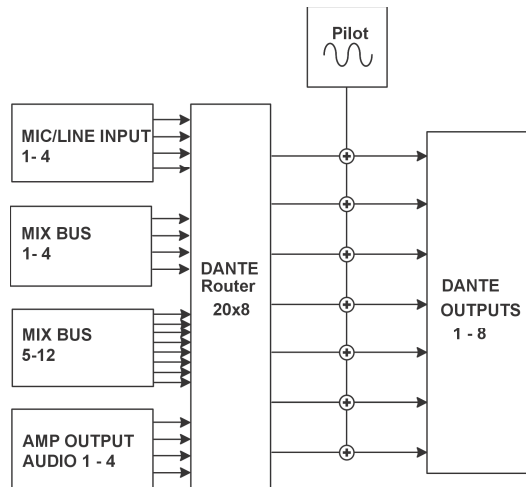 Pilot
MIC/LINE INPUT
1- 4
MIX BUS
1- 4
MIX BUS
5-12
AMP OUTPUT
AUDIO 1 - 4
DANTE
Router
20x8
DANTE
OUTPUTS
1 - 8